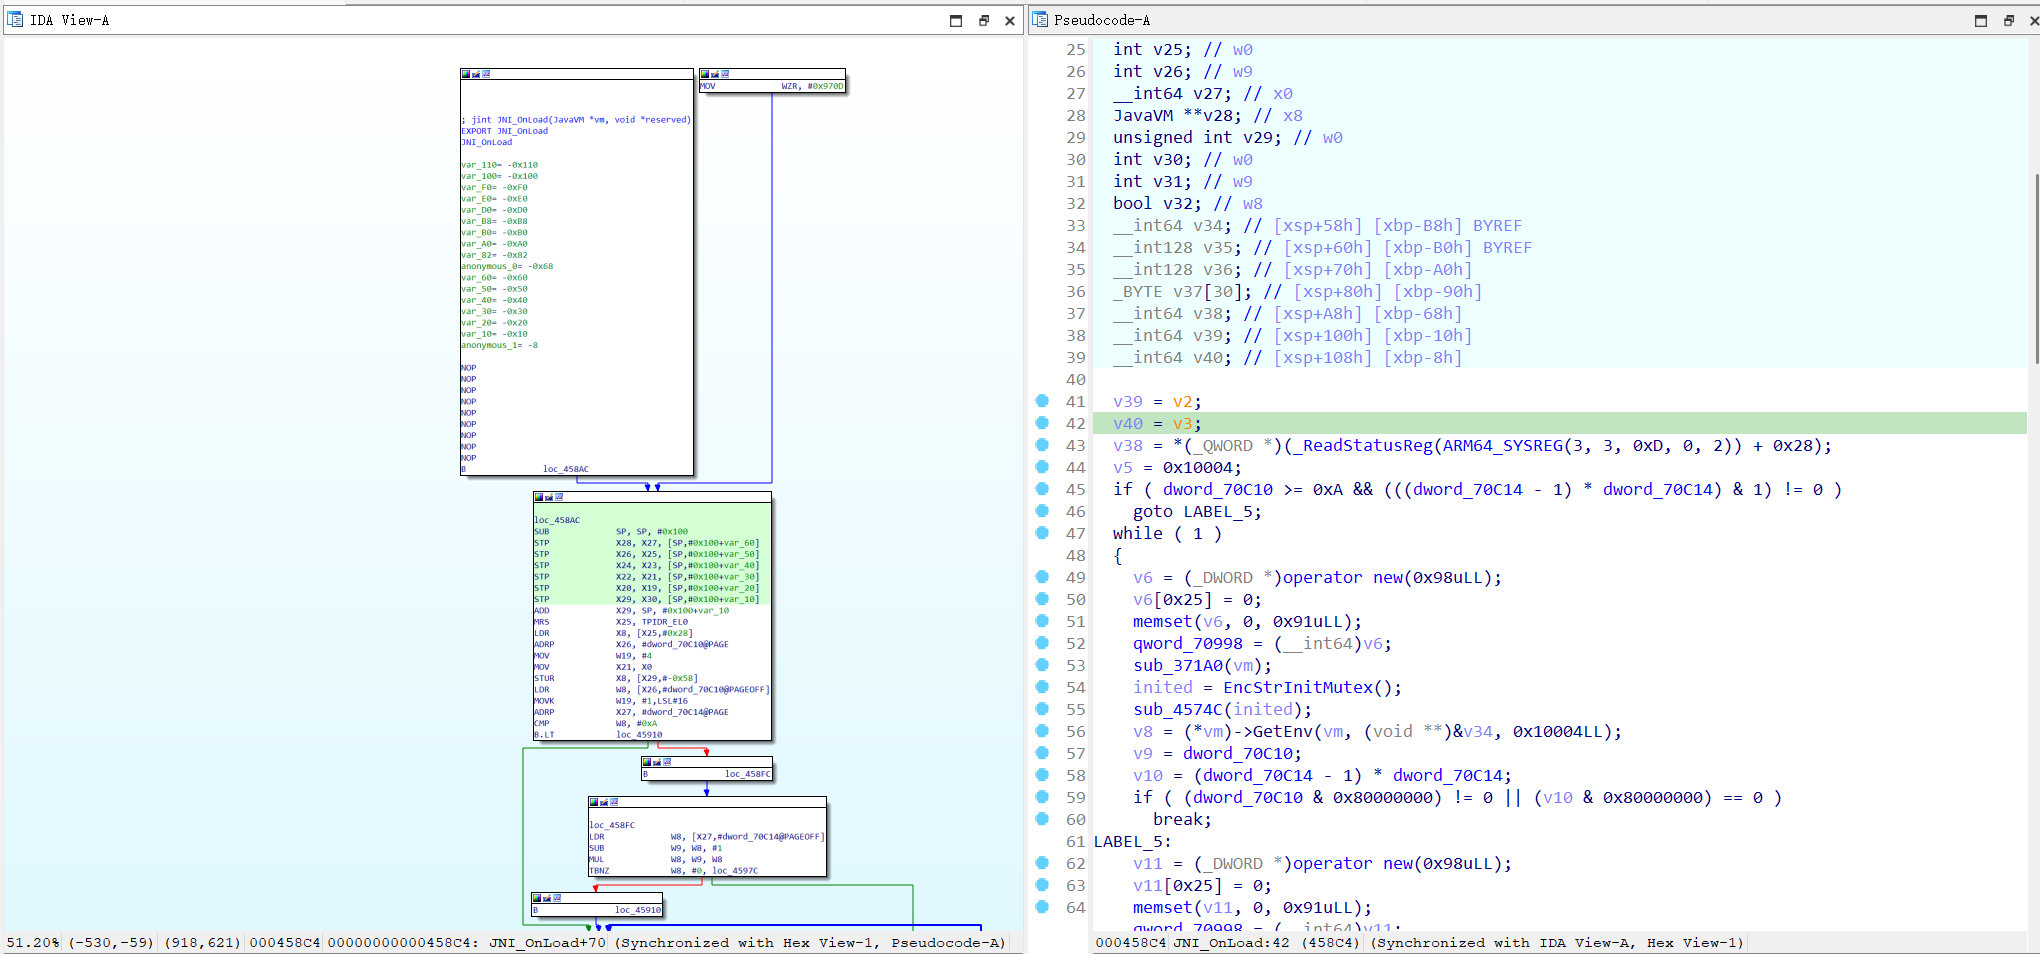 IDA View-A
MOV WZR, #0x970D
; jint JNI_OnLoad(JavaVM *vm, void *reserved)
EXPORT JNI_OnLoad
JNI_OnLoad
var_110= -0x110
var_100= -0x100
var_F0= -0xF0
var_E0= -0xE0
var_D0= -0xD0
var_B8= -0xB8
var_B0= -0xB0
var_A0= -0xA0
var_82= -0x82
anonymous_0= -0x68
var_60= -0x60
var_50= -0x50
var_40= -0x40
var_30= -0x30
var_20= -0x20
var_10= -0x10
anonymous_1= -8
NOP
NOP
NOP
NOP
NOP
NOP
NOP
NOP
NOP
B loc_458AC
loc_458AC
SUB SP, SP, #0x100
STP X28, X27, [SP,#0x100+var_60]
STP X26, X25, [SP,#0x100+var_50]
STP X24, X23, [SP,#0x100+var_40]
STP X22, X21, [SP,#0x100+var_30]
STP X20, X19, [SP,#0x100+var_20]
STP X29, X30, [SP,#0x100+var_10]
ADD X29, SP, #0x100+var_10
MRS X25, TPIDR_EL0
LDR X8, [X25,#0x28]
ADRP X26, #dword_70C10@PAGE
MOV W19, #4
MOV X21, X0
STUR X8, [X29,#-0x58]
LDR W8, [X26,#dword_70C10@PAGEOFF]
MOVK W19, #1,LSL#16
ADRP X27, #dword_70C14@PAGE
CMP W8, #0xA
B.LT loc_45910
B loc_458FC
loc_458FC
LDR W8, [X27,#dword_70C14@PAGEOFF]
SUB W9, W8, #1
MUL W8, W9, W8
TBNZ W8, #0, loc_4597C
B loc_45910
51.20% (-530,-59) (918,621) 000458C4 00000000000458C4: JNI_OnLoad+70 (Synchronized with Hex View-1, Pseudocode-A)
Pseudocode-A
25 int v25; // w0
26 int v26; // w9
27 __int64 v27; // x0
28 JavaVM **v28; // x8
29 unsigned int v29; // w0
30 int v30; // w0
31 int v31; // w9
32 bool v32; // w8
33 __int64 v34; // [xsp+58h] [xbp-B8h] BYREF
34 __int128 v35; // [xsp+60h] [xbp-B0h] BYREF
35 __int128 v36; // [xsp+70h] [xbp-A0h]
36 _BYTE v37[30]; // [xsp+80h] [xbp-90h]
37 __int64 v38; // [xsp+A8h] [xbp-68h]
38 __int64 v39; // [xsp+100h] [xbp-10h]
39 __int64 v40; // [xsp+108h] [xbp-8h]
40
41 v39 = v2;
42 v40 = v3;
43 v38 = *(_QWORD *)(_ReadStatusReg(ARM64_SYSREG(3, 3, 0xD, 0, 2)) + 0x28);
44 v5 = 0x10004;
45 if ( dword_70C10 >= 0xA && (((dword_70C14 - 1) * dword_70C14) & 1) != 0 )
46 goto LABEL_5;
47 while ( 1 )
48 {
49 v6 = (_DWORD *)operator new(0x98uLL);
50 v6[0x25] = 0;
51 memset(v6, 0, 0x91uLL);
52 qword_70998 = (__int64)v6;
53 sub_371A0(vm);
54 inited = EncStrInitMutex();
55 sub_4574C(inited);
56 v8 = (*vm)->GetEnv(vm, (void **)&v34, 0x10004LL);
57 v9 = dword_70C10;
58 v10 = (dword_70C14 - 1) * dword_70C14;
59 if ( (dword_70C10 & 0x80000000) != 0 || (v10 & 0x80000000) == 0 )
60 break;
61 LABEL_5:
62 v11 = (_DWORD *)operator new(0x98uLL);
63 v11[0x25] = 0;
64 memset(v11, 0, 0x91uLL);
qword_70998 = (__int64)v11;
000458C4 JNI_OnLoad:42 (458C4) (Synchronized with IDA View-A, Hex View-1)